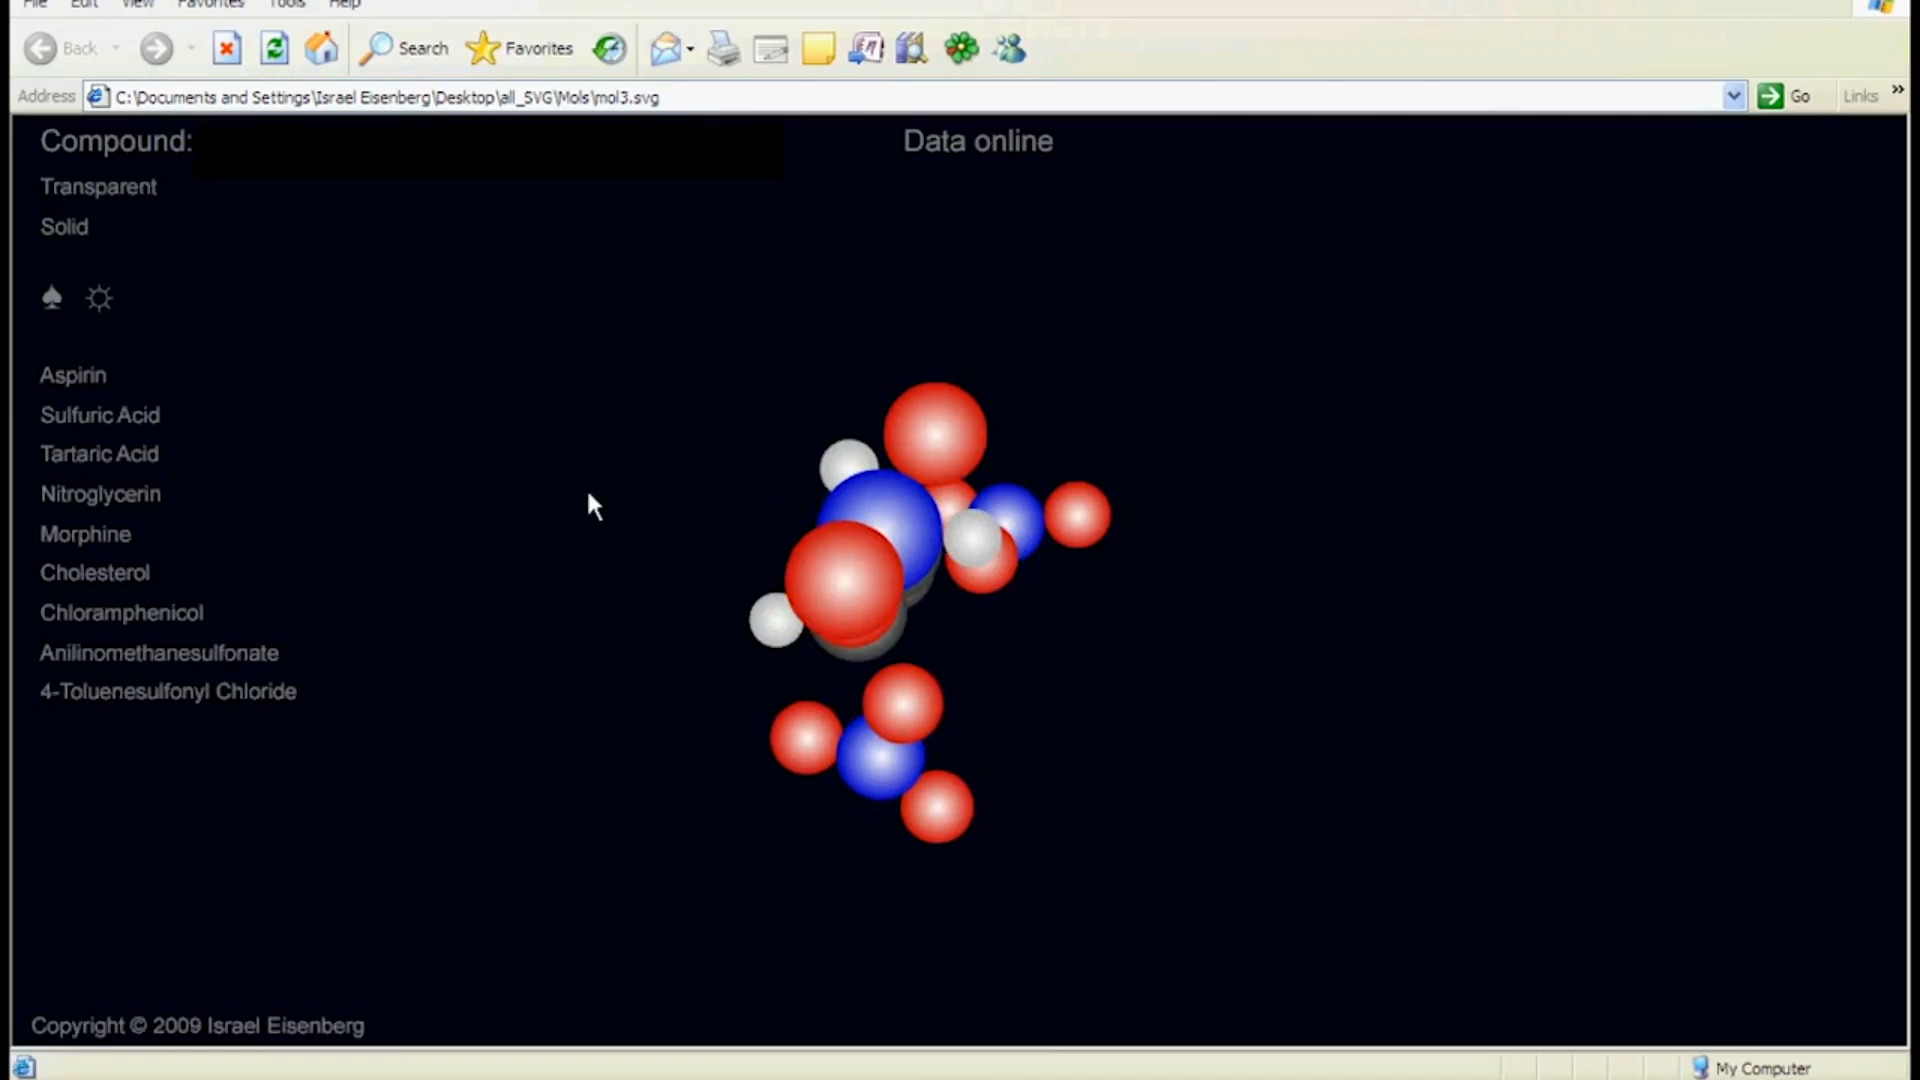 File Edit View Favorites Tools Help
Back Search Favorites
Address C:\Documents and Settings\Israel Eisenberg\Desktop\all_SVG\Mols\mol3.svg Go Links »
Compound: Data online
Transparent
Solid
Aspirin
Sulfuric Acid
Tartaric Acid
Nitroglycerin
Morphine
Cholesterol
Chloramphenicol
Anilinomethanesulfonate
4-Toluenesulfonyl Chloride
Copyright © 2009 Israel Eisenberg
My Computer